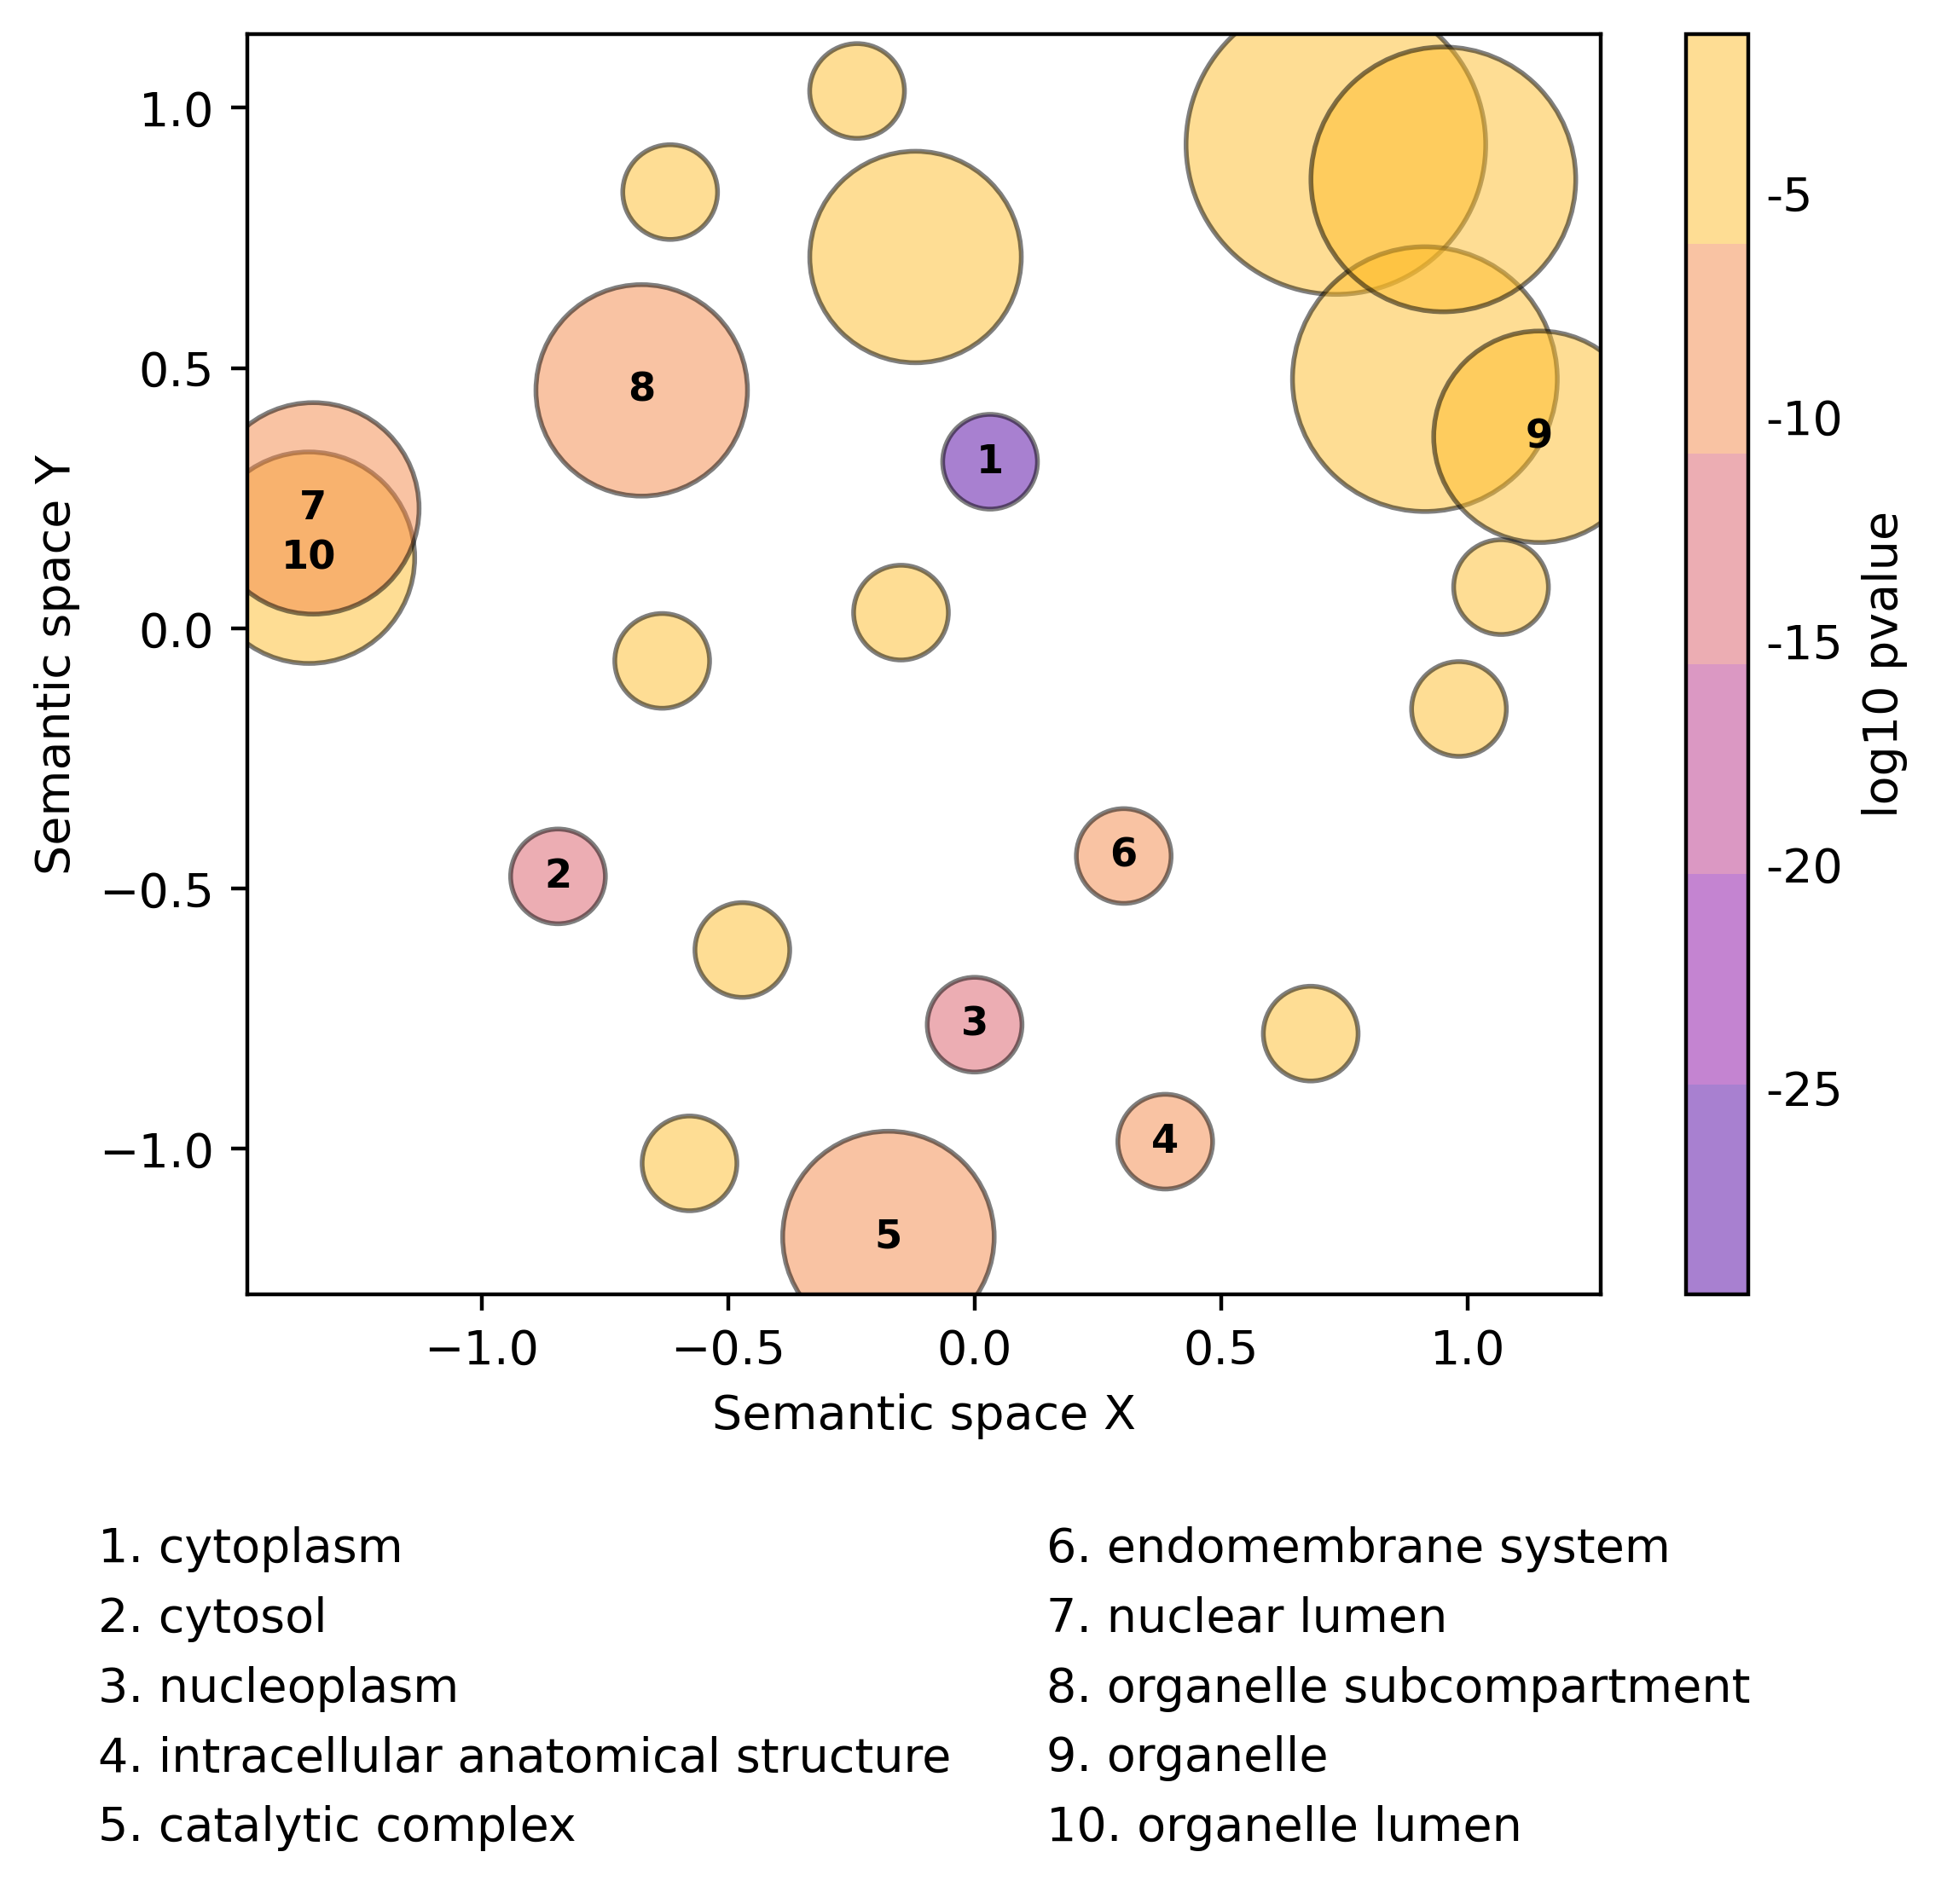 1.0
0.5
0.0
−0.5
−1.0
Semantic space Y
8
1
9
7
10
2
6
3
4
5
−1.0 −0.5 0.0 0.5 1.0
Semantic space X
-5
-10
-15
-20
-25
log10 pvalue
1. cytoplasm
2. cytosol
3. nucleoplasm
4. intracellular anatomical structure
5. catalytic complex
6. endomembrane system
7. nuclear lumen
8. organelle subcompartment
9. organelle
10. organelle lumen